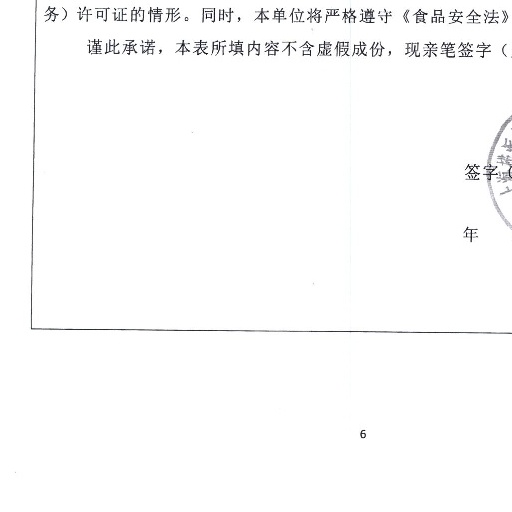 务）许可证的情形。同时，本单位将严格遵守《食品安全法》
谨此承诺，本表所填内容不含虚假成份，现亲笔签字（
签字（
年
6